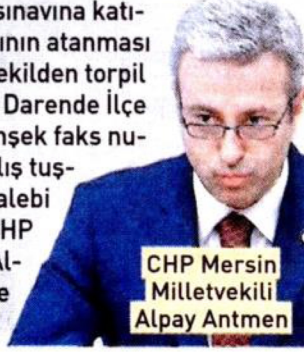 sınavına katı-
ının atanması
ekilden torpil
Darende İlçe
nşek faks nu-
lış tuş-
alebi
HP
Al-
e
CHP Mersin
Milletvekili
Alpay Antmen